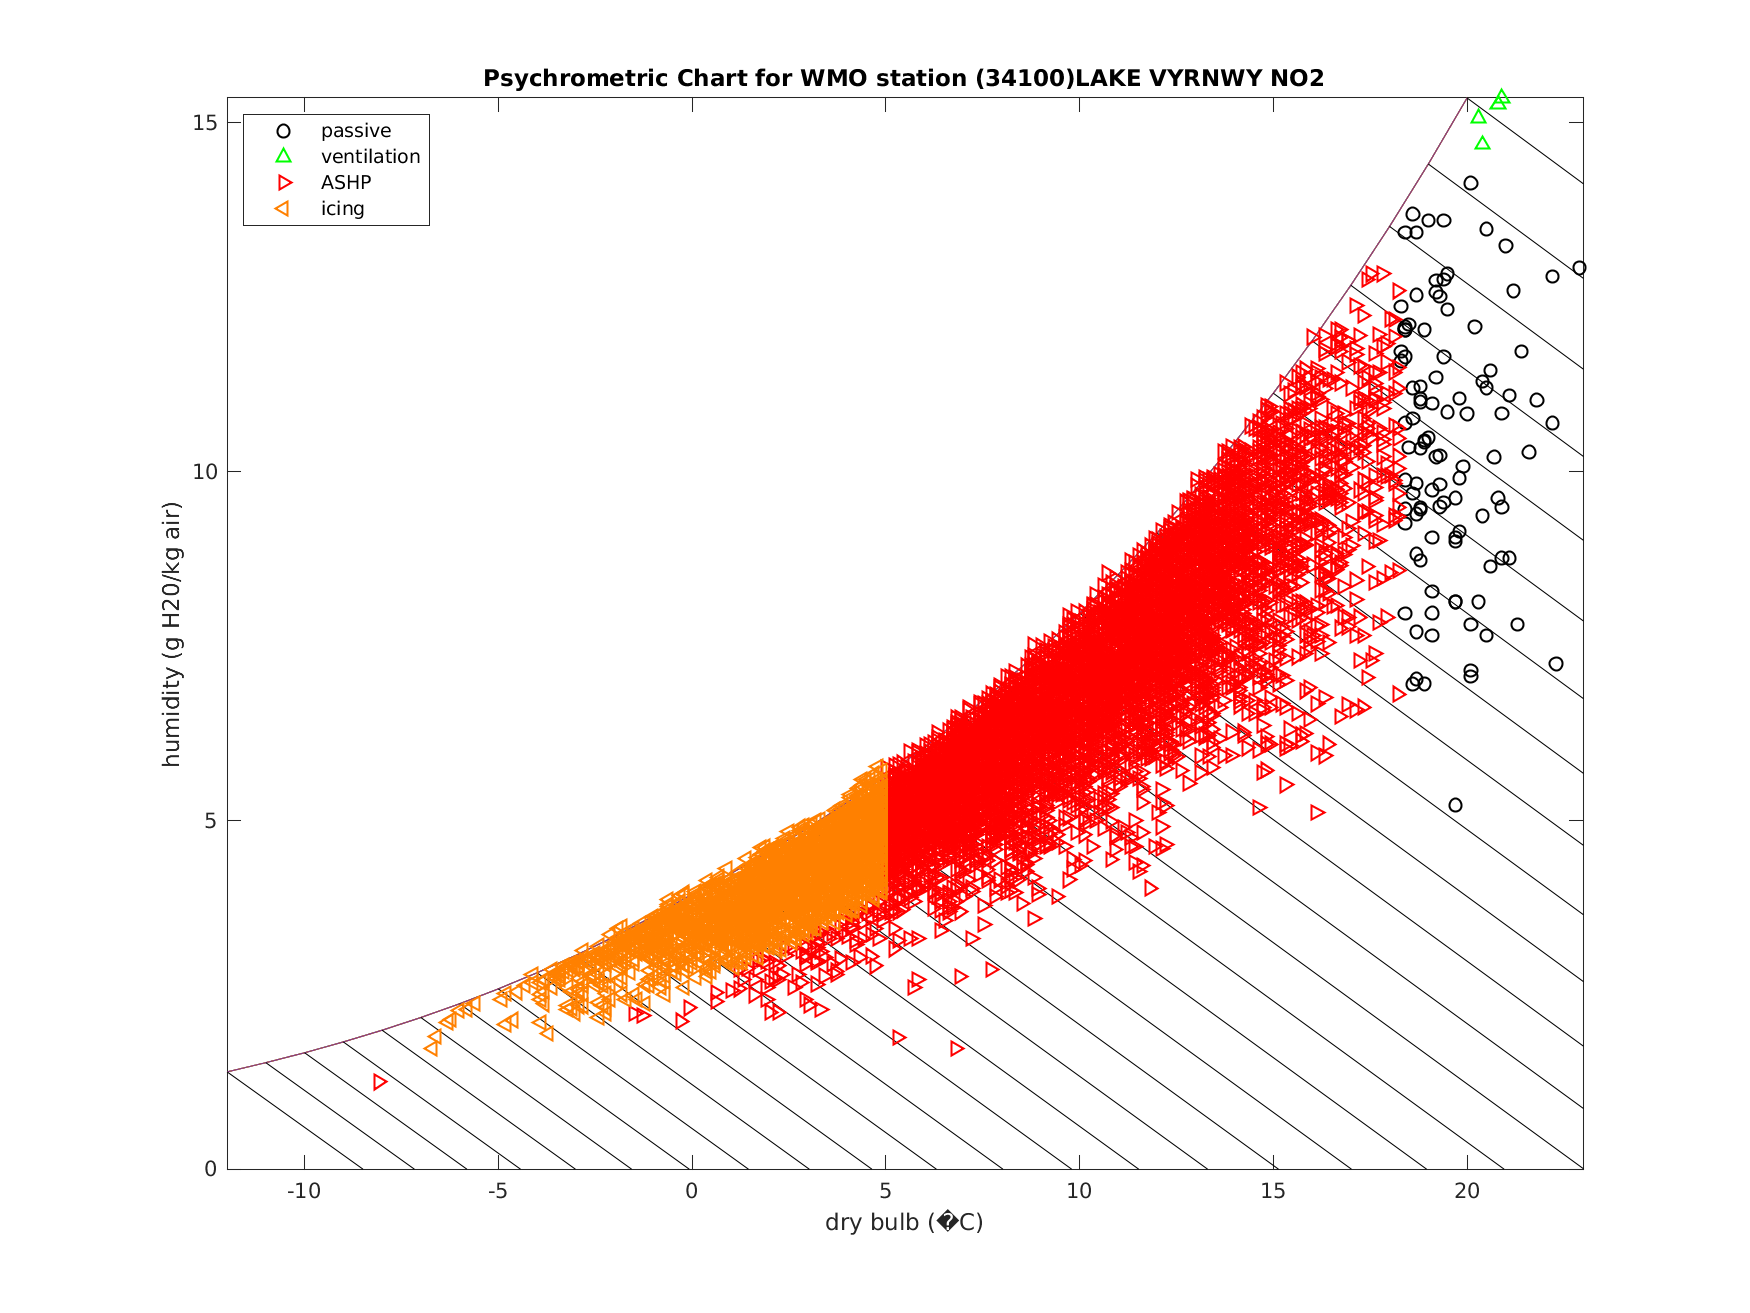 Psychrometric Chart for WMO station (34100)LAKE VYRNWY NO2
passive
ventilation
ASHP
icing
15
10
5
0
humidity (g H20/kg air)
-10 -5 0 5 10 15 20
dry bulb (�C)